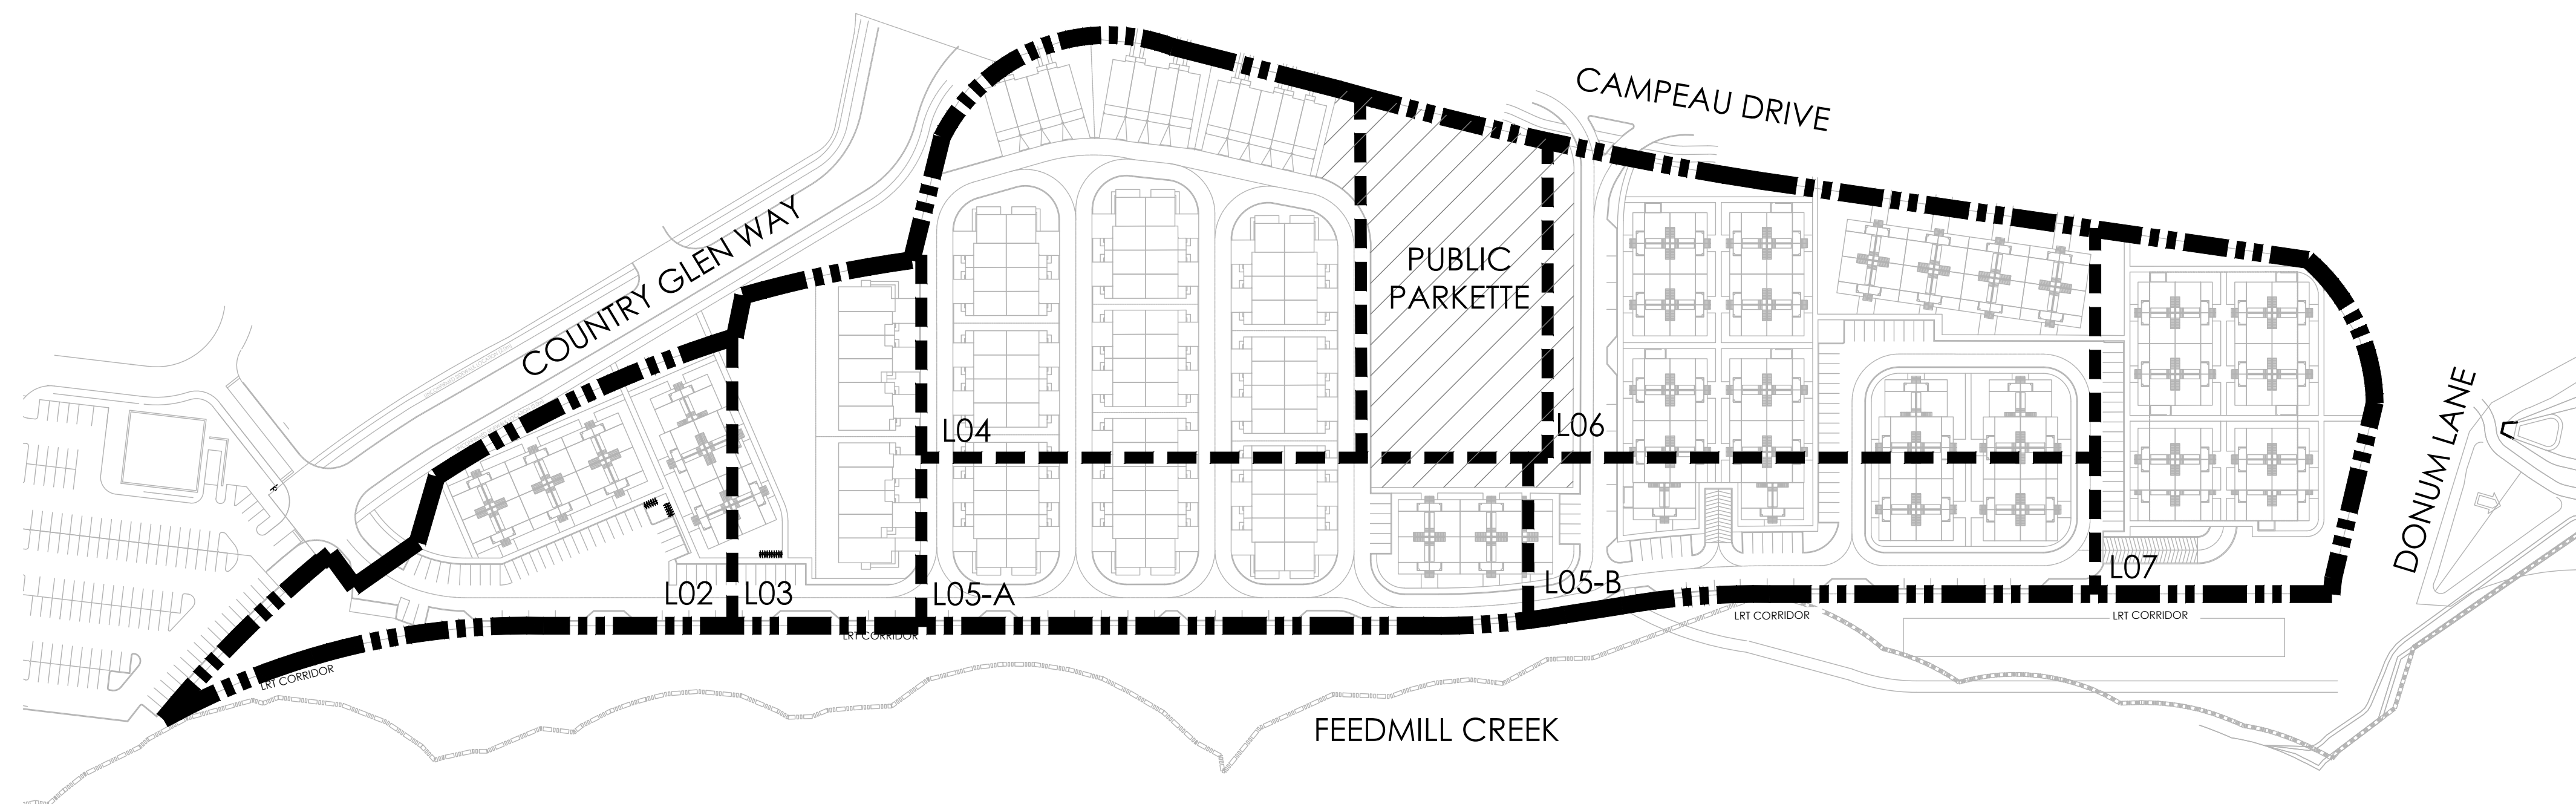 CAMPEAU DRIVE
COUNTRY GLEN WAY
PUBLIC
PARKETTE
L04
L06
DONUM LANE
L02
L03
L05-A
L05-B
L07
LRT CORRIDOR
LRT CORRIDOR
LRT CORRIDOR
LRT CORRIDOR
FEEDMILL CREEK